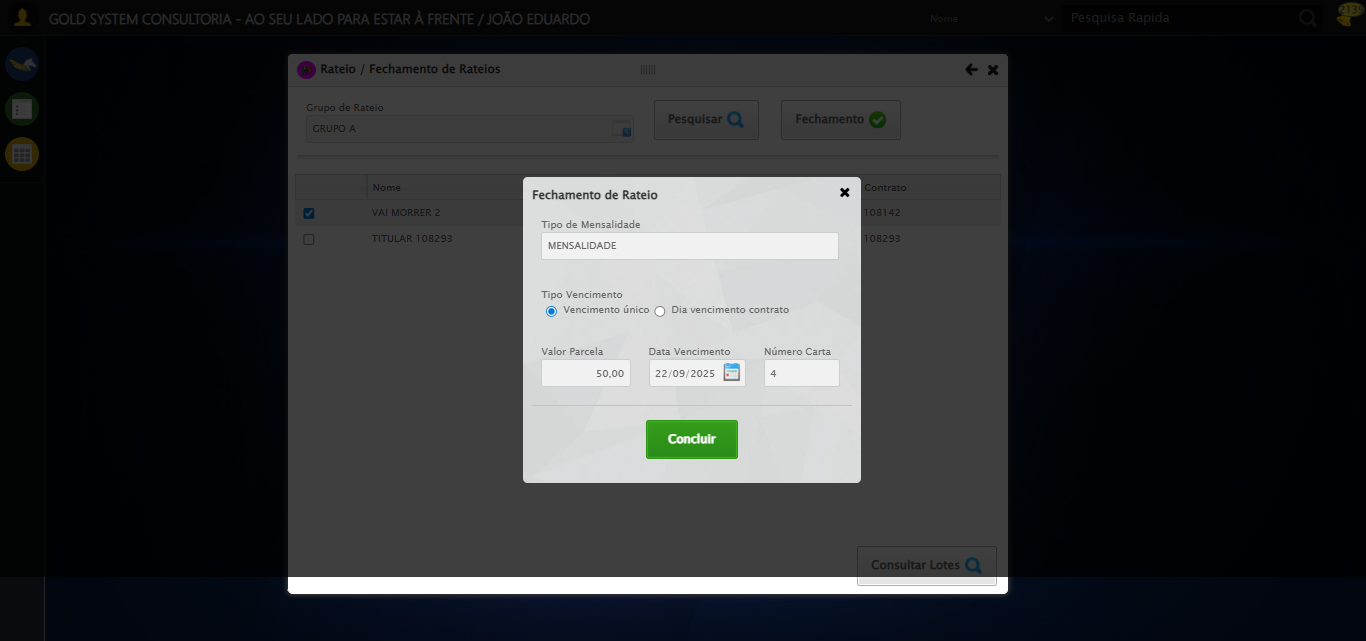 GOLD SYSTEM CONSULTORIA - AO SEU LADO PARA ESTAR À FRENTE / JOÃO EDUARDO
Nome
Pesquisa Rapida
Rateio / Fechamento de Rateios
Grupo de Rateio
GRUPO A
Pesquisar
Fechamento
Nome
Contrato
VAI MORRER 2
108142
TITULAR 108293
108293
Fechamento de Rateio
Tipo de Mensalidade
MENSALIDADE
Tipo Vencimento
Vencimento único
Dia vencimento contrato
Valor Parcela
Data Vencimento
Número Carta
50,00
22/09/2025
4
Concluir
Consultar Lotes